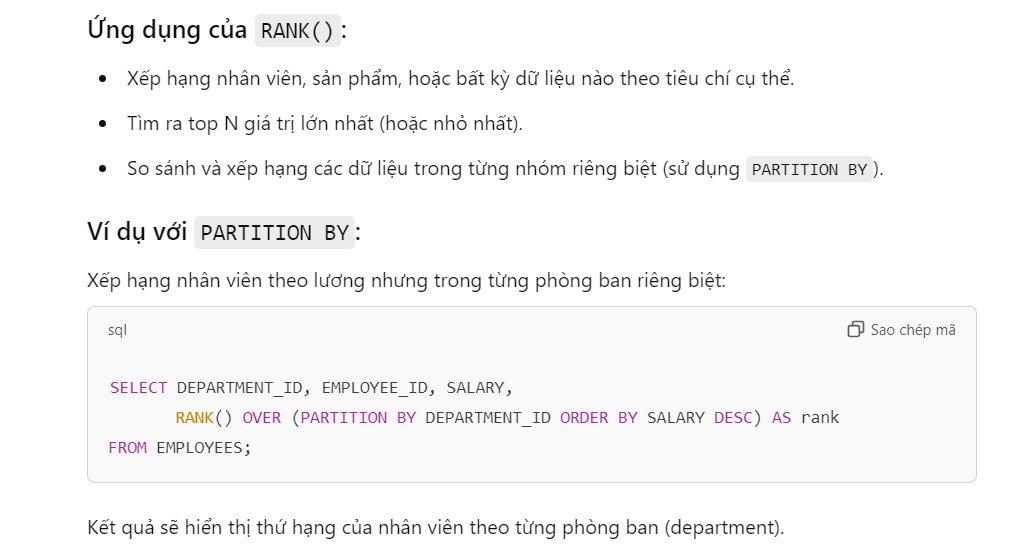 Ứng dụng của RANK():
• Xếp hạng nhân viên, sản phẩm, hoặc bất kỳ dữ liệu nào theo tiêu chí cụ thể.
• Tìm ra top N giá trị lớn nhất (hoặc nhỏ nhất).
• So sánh và xếp hạng các dữ liệu trong từng nhóm riêng biệt (sử dụng PARTITION BY).
Ví dụ với PARTITION BY:
Xếp hạng nhân viên theo lương nhưng trong từng phòng ban riêng biệt:
sql Sao chép mã
SELECT DEPARTMENT_ID, EMPLOYEE_ID, SALARY,
       RANK() OVER (PARTITION BY DEPARTMENT_ID ORDER BY SALARY DESC) AS rank
FROM EMPLOYEES;
Kết quả sẽ hiển thị thứ hạng của nhân viên theo từng phòng ban (department).